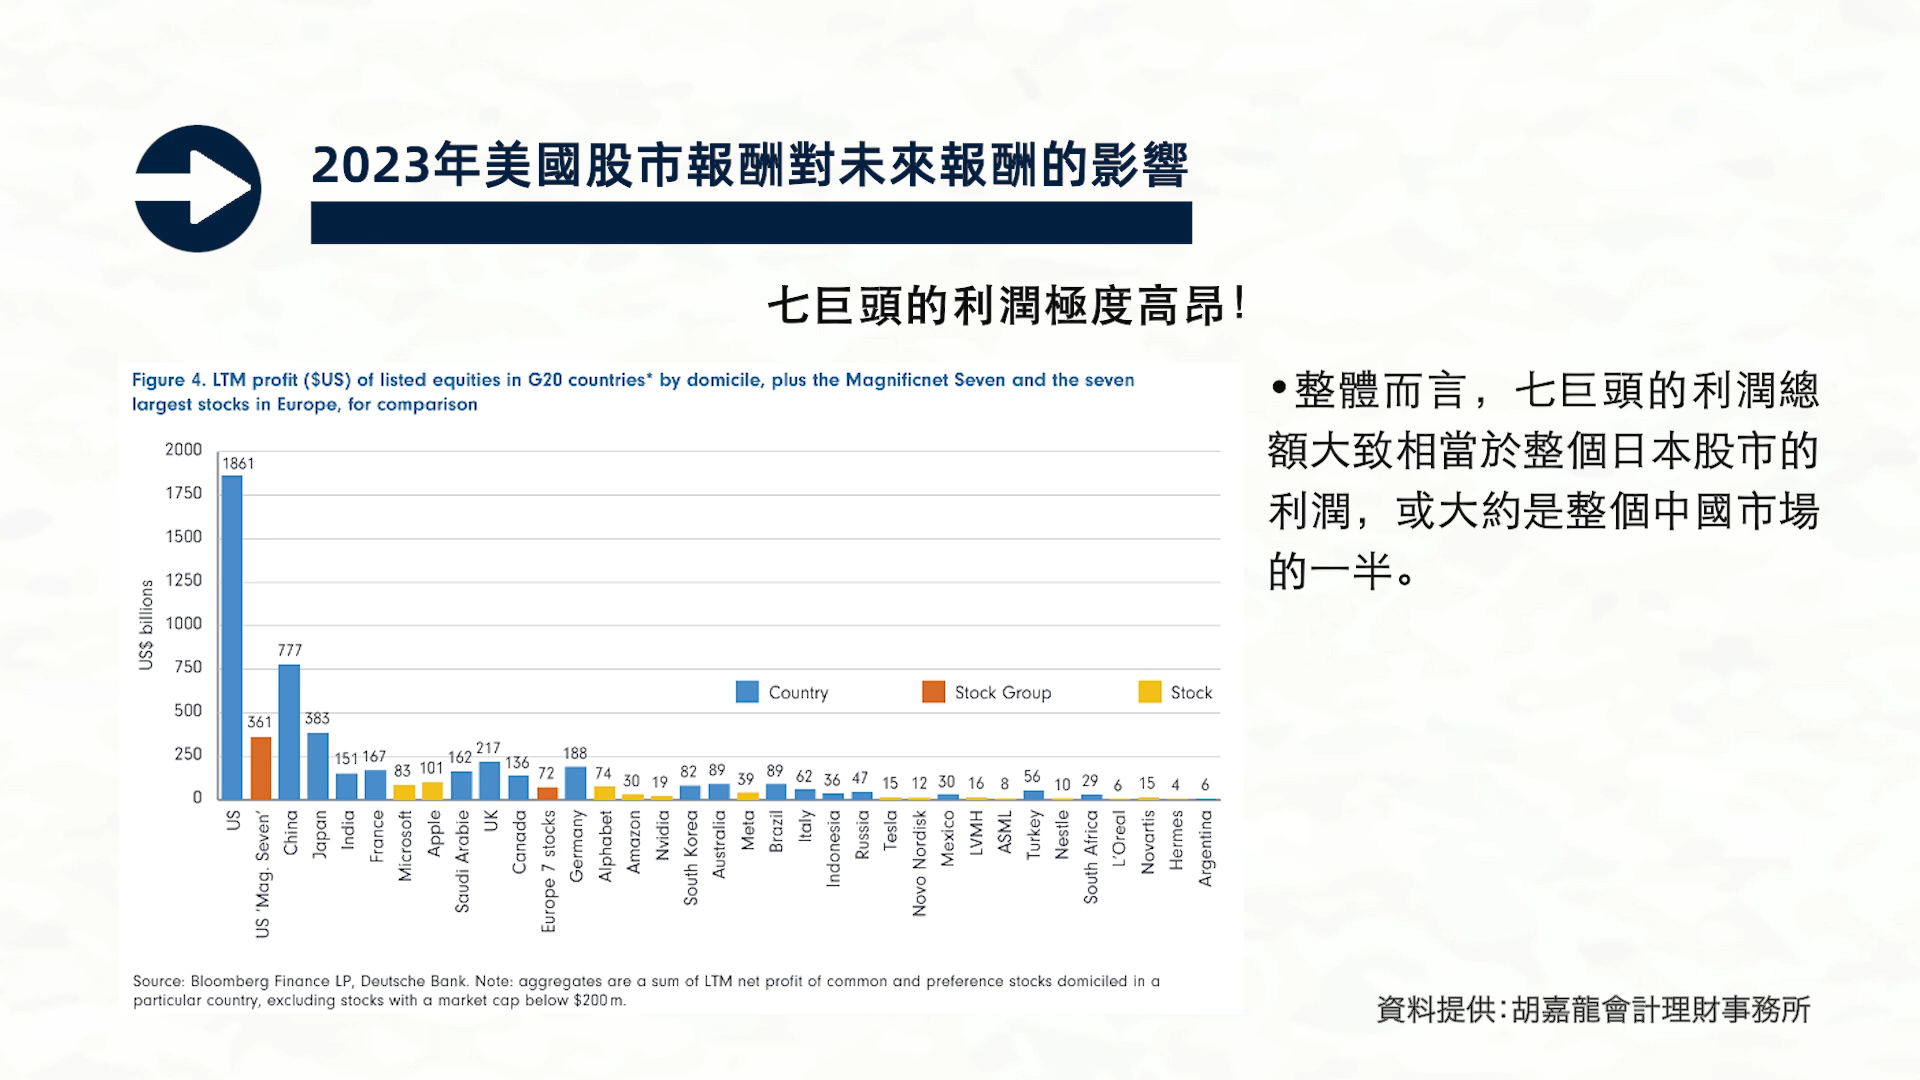 2023年美國股市報酬對未來報酬的影響
七巨頭的利潤極度高昂!
Figure 4. LTM profit ($US) of listed equities in G20 countries* by domicile, plus the Magnificnet Seven and the seven
largest stocks in Europe, for comparison
US$ billions
2000
1750
1500
1250
1000
750
500
250
0
1861
361
777
383
151
167
83
101
162
217
136
72
188
74
30
19
82
89
39
89
62
36
47
15
12
30
16
8
56
10
29
6
15
4
6
Country
Stock Group
Stock
US
US 'Mag. Seven'
China
Japan
India
France
Microsoft
Apple
Saudi Arabie
UK
Canada
Europe 7 stocks
Germany
Alphabet
Amazon
Nvidia
South Korea
Australia
Meta
Brazil
Italy
Indonesia
Russia
Tesla
Novo Nordisk
Mexico
LVMH
ASML
Turkey
Nestle
South Africa
L'Oreal
Novartis
Hermes
Argentina
Source: Bloomberg Finance LP, Deutsche Bank. Note: aggregates are a sum of LTM net profit of common and preference stocks domiciled in a
particular country, excluding stocks with a market cap below $200m.
•整體而言，七巨頭的利潤總
額大致相當於整個日本股市的
利潤，或大約是整個中國市場
的一半。
資料提供:胡嘉龍會計理財事務所